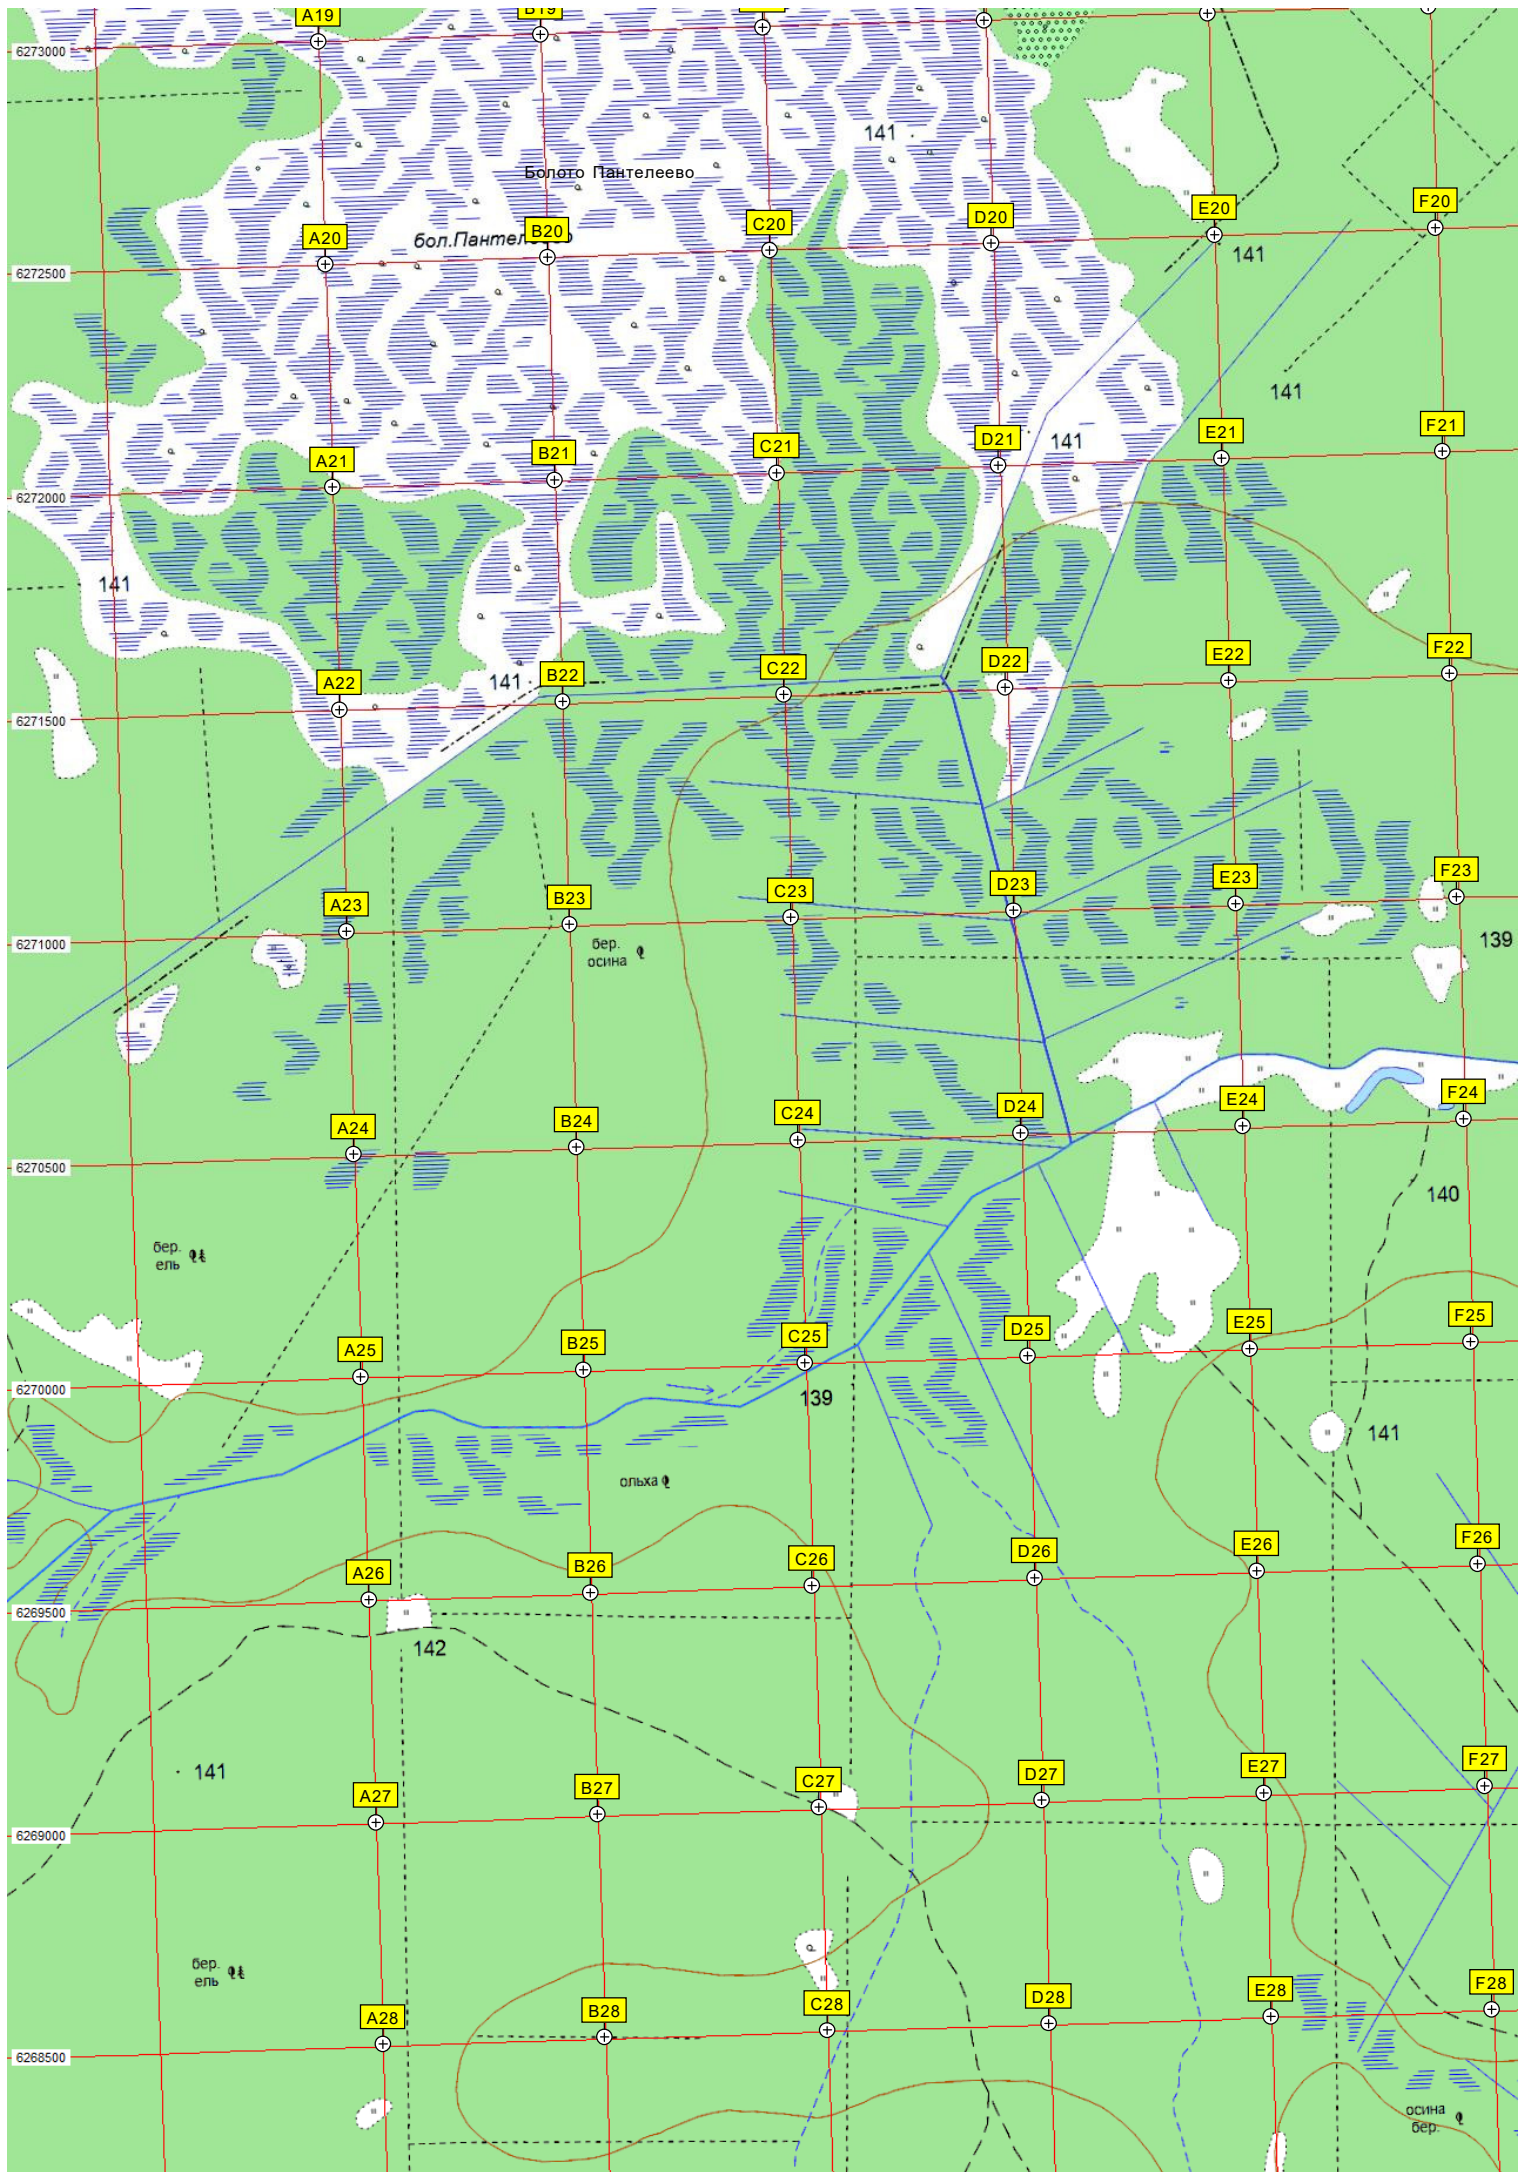 A19
B19
6273000
141
Болото Пантелеево
E20
F20
A20
B20
C20
D20
бол.Пантел
141
6272500
141
E21
F21
A21
B21
C21
D21
141
6272000
141
E22
F22
A22
141
B22
C22
D22
6271500
A23
B23
C23
D23
E23
F23
6271000
бер.
осина
139
A24
B24
C24
D24
E24
F24
6270500
140
бер.
ель
A25
B25
C25
D25
E25
F25
6270000
139
141
ольха
A26
B26
C26
D26
E26
F26
6269500
142
141
A27
B27
C27
D27
E27
F27
6269000
бер.
ель
A28
B28
C28
D28
E28
F28
6268500
осина
бер.